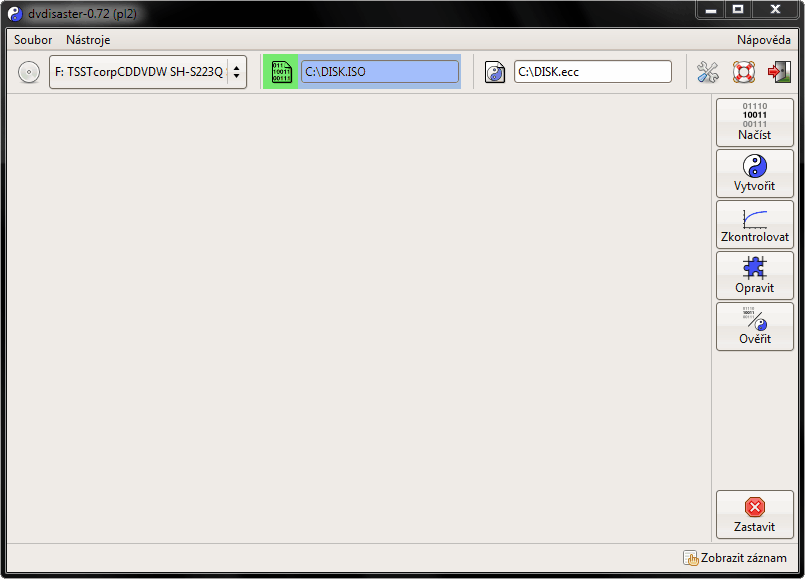 dvdisaster-0.72 (pl2)
Soubor Nástroje Nápověda
F: TSSTcorpCDDVDW SH-S223Q
C:\DISK.ISO
C:\DISK.ecc
01110
10011
00111
Načíst
Vytvořit
Zkontrolovat
Opravit
Ověřit
Zastavit
Zobrazit záznam